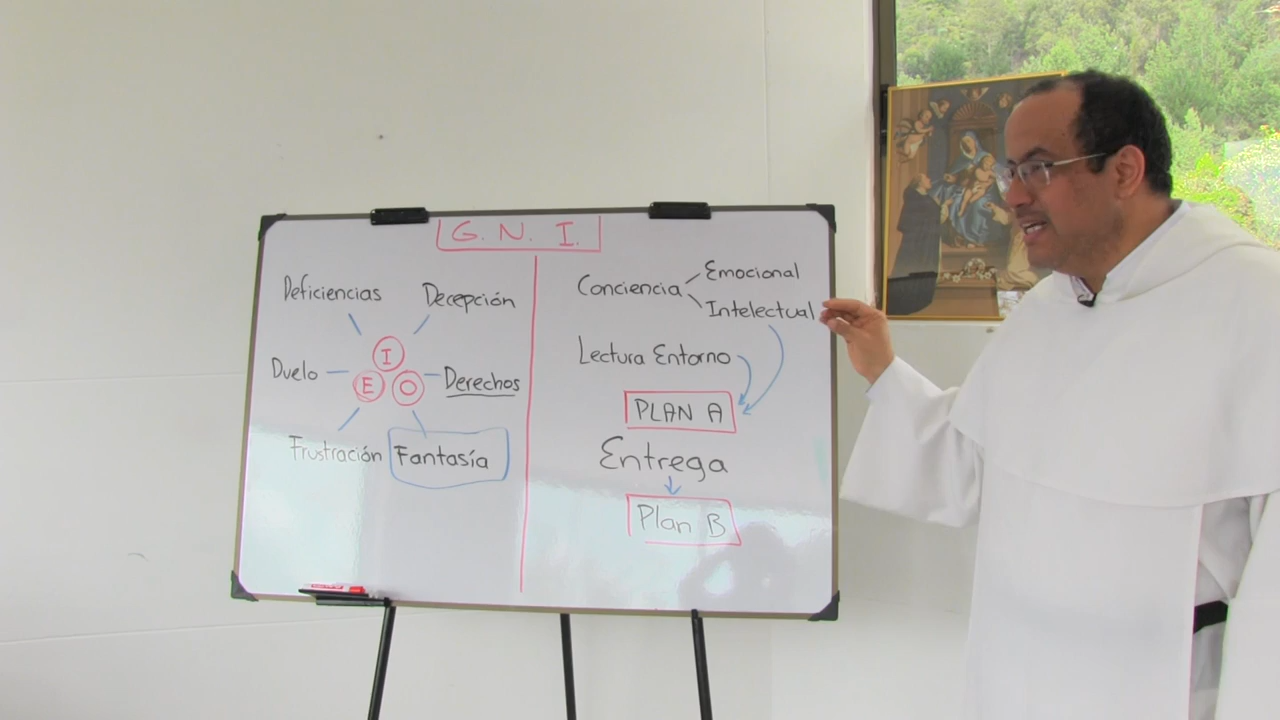 G. N. I.
Deficiencias
Decepción
I
Duelo
E
O
Derechos
Frustración
Fantasía
Conciencia
Emocional
Intelectual
Lectura Entorno
PLAN A
Entrega
Plan B